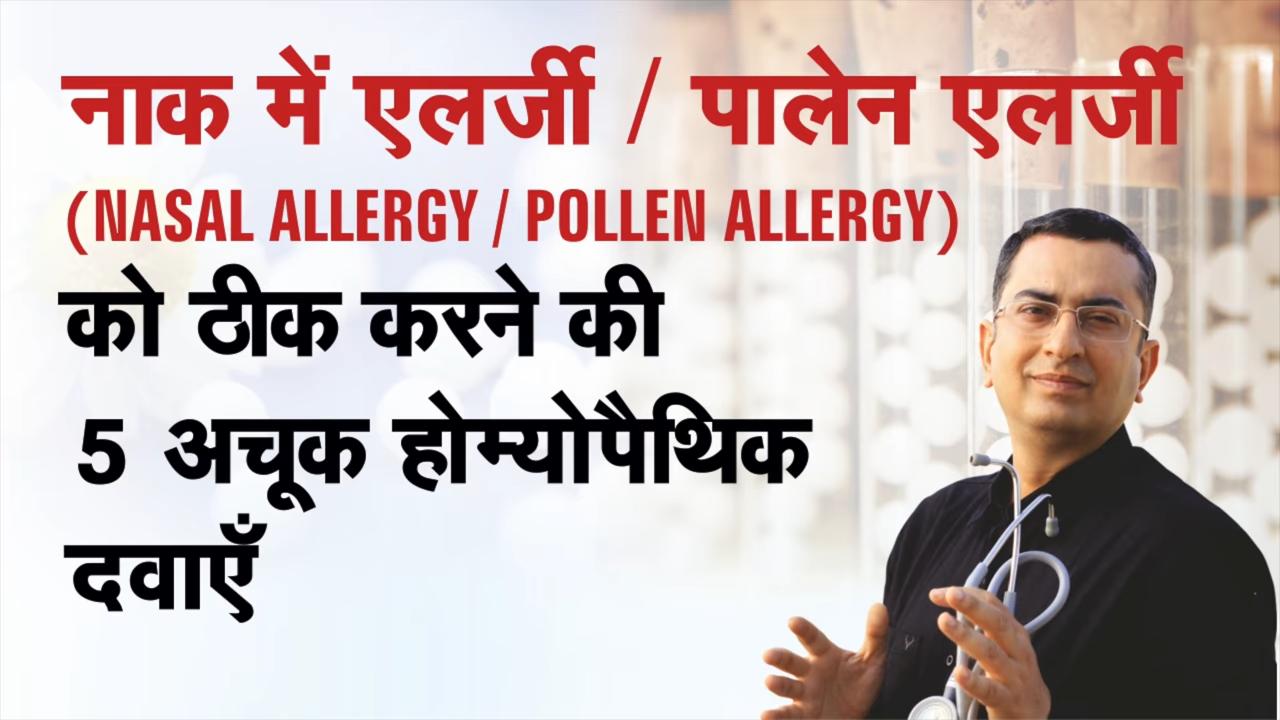 नाक में एलर्जी / पालेन एलर्जी
(NASAL ALLERGY / POLLEN ALLERGY)
को ठीक करने की
5 अचूक होम्योपैथिक
दवाएँ